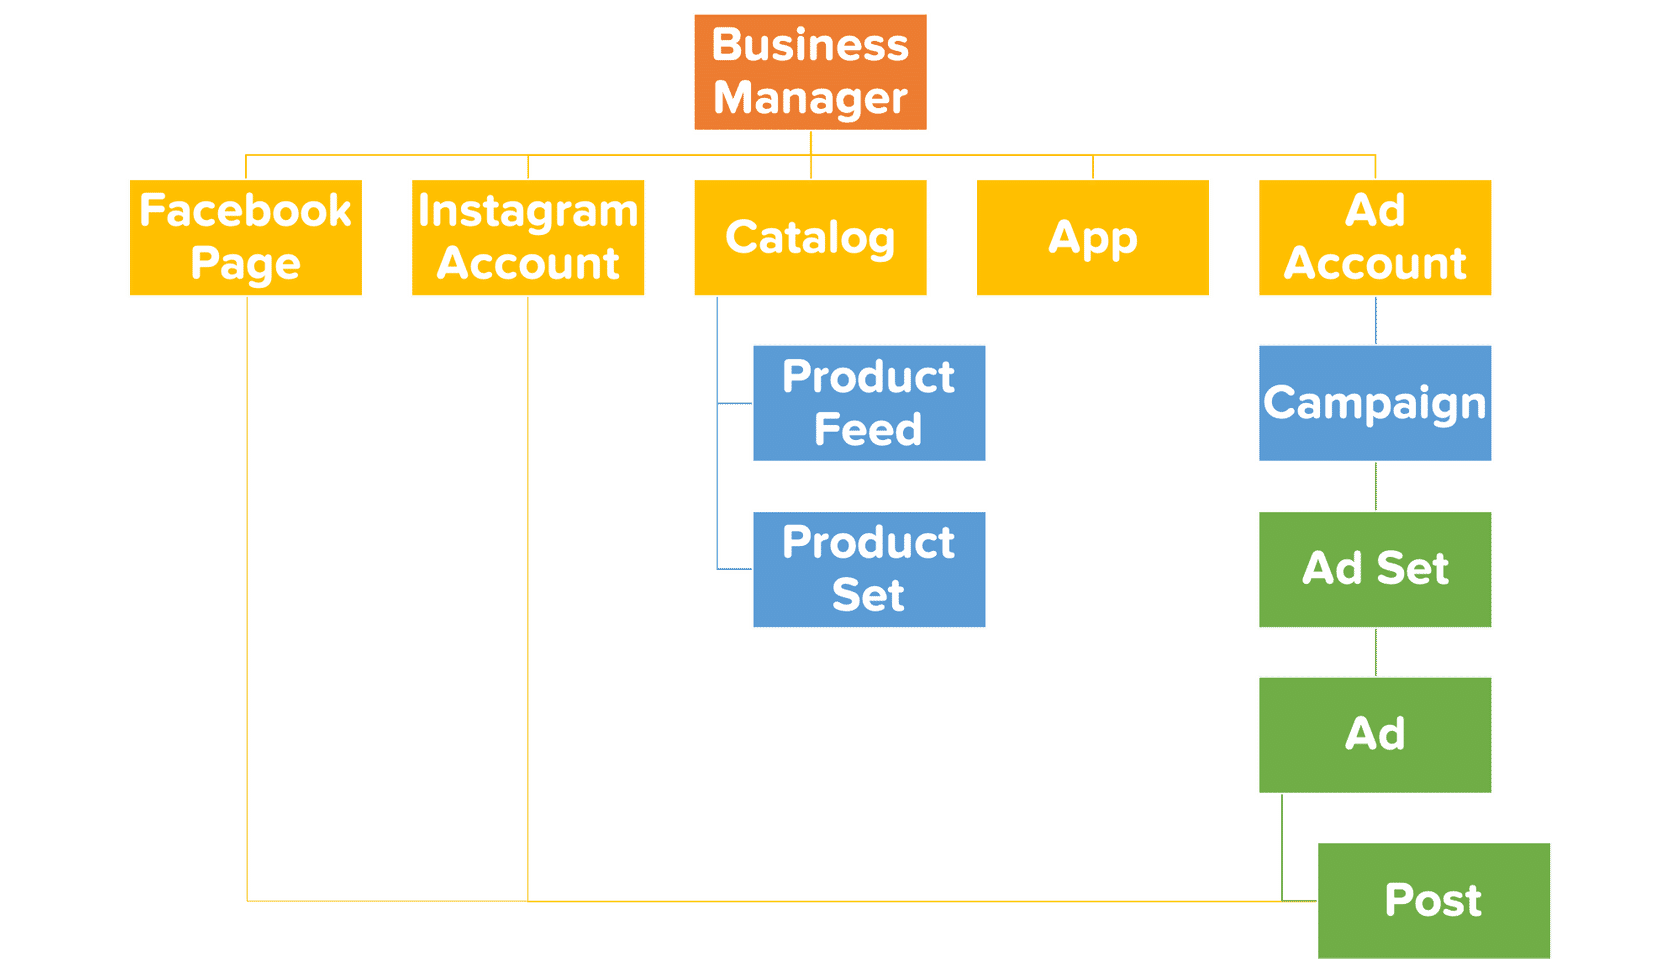 Business
Manager
Facebook
Page
Instagram
Account
Catalog
App
Ad
Account
Product
Feed
Campaign
Product
Set
Ad Set
Ad
Post